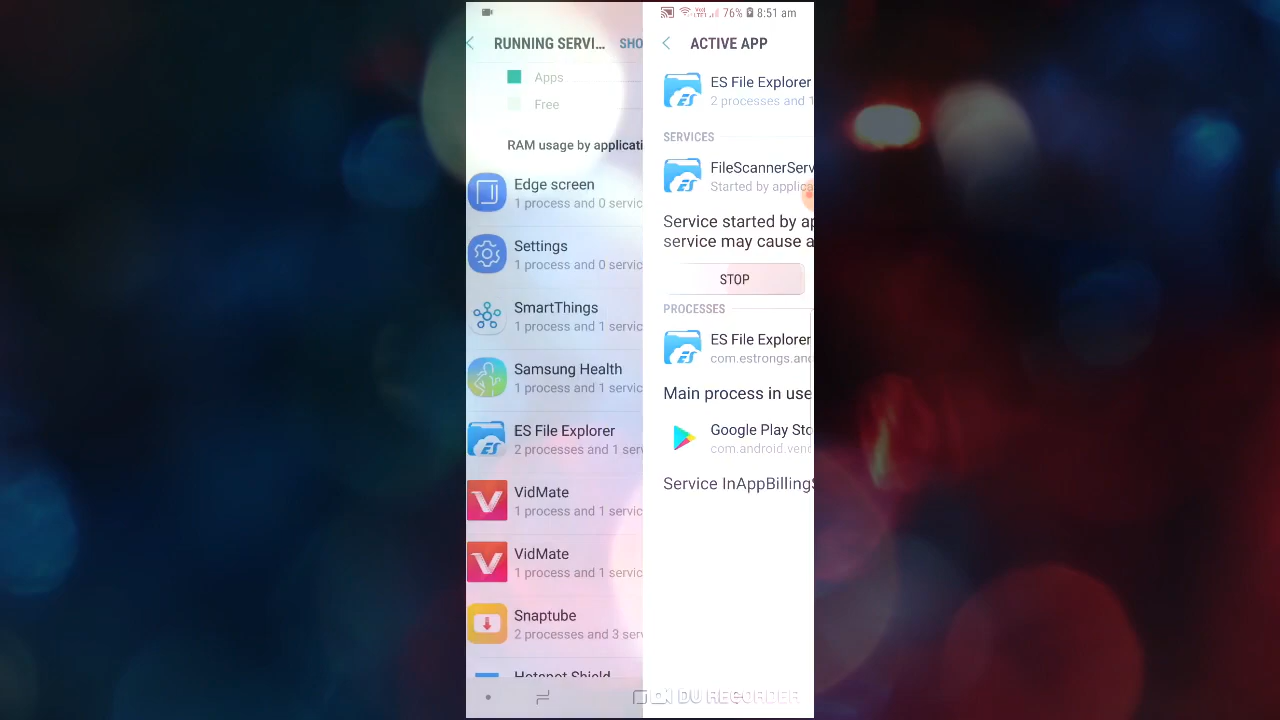 RUNNING SERVI...
SHO
Apps
Free
RAM usage by applicati
Edge screen
1 process and 0 servic
Settings
1 process and 0 servic
SmartThings
1 process and 1 servic
Samsung Health
1 process and 1 servic
ES File Explorer
2 processes and 1 serv
VidMate
1 process and 1 servic
VidMate
1 process and 1 servic
Snaptube
2 processes and 3 serv
Hotspot Shield
76% 8:51 am
ACTIVE APP
ES File Explorer
2 processes and 1
SERVICES
FileScannerServ
Started by applica
Service started by ap
service may cause a
STOP
PROCESSES
ES File Explorer
com.estrongs.and
Main process in use
Google Play Sto
com.android.vend
Service InAppBillingS
DU RECORDER